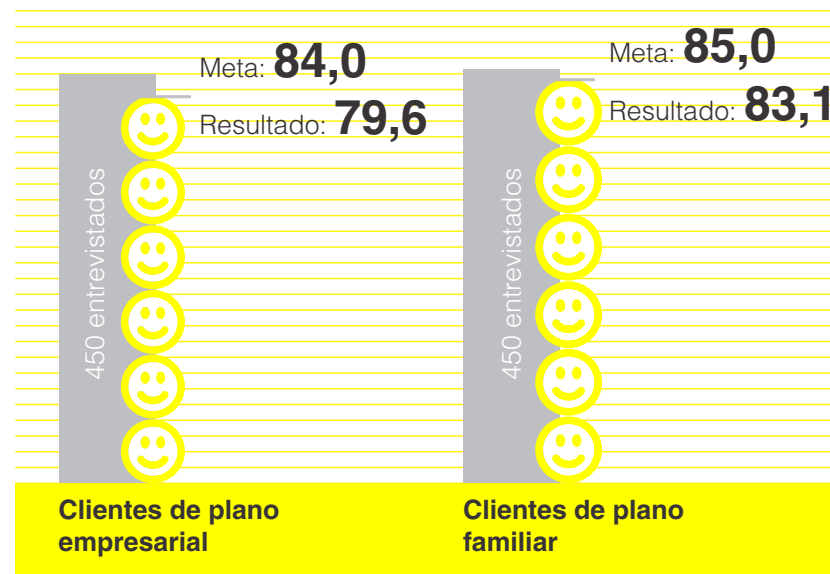 Meta: 84,0
Resultado: 79,6
450 entrevistados
Clientes de plano
empresarial
Meta: 85,0
Resultado: 83,1
450 entrevistados
Clientes de plano
familiar